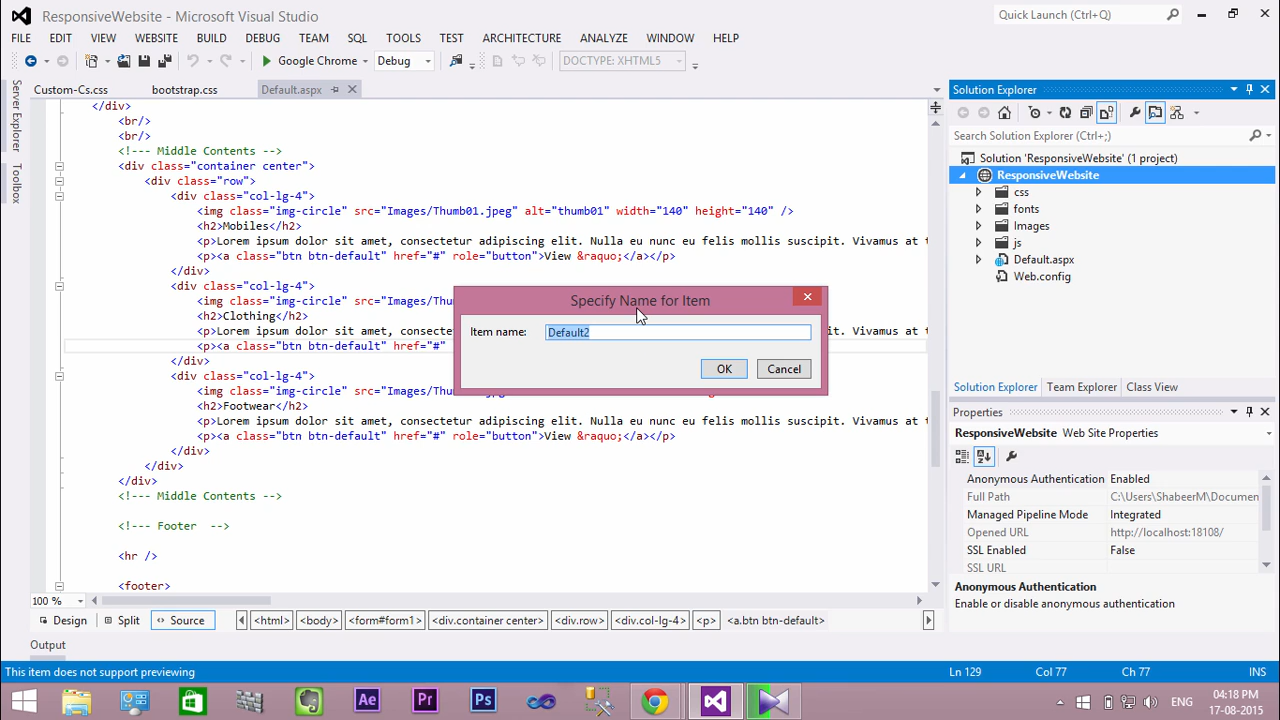 ResponsiveWebsite - Microsoft Visual Studio
Quick Launch (Ctrl+Q)
FILE EDIT VIEW WEBSITE BUILD DEBUG TEAM SQL TOOLS TEST ARCHITECTURE ANALYZE WINDOW HELP
Google Chrome Debug DOCTYPE: XHTML5
Server Explorer
Toolbox
Custom-Cs.css bootstrap.css Default.aspx
</div>
<br/>
<br/>
<!--- Middle Contents -->
<div class="container center">
<div class="row">
<div class="col-lg-4">
<img class="img-circle" src="Images/Thumb01.jpeg" alt="thumb01" width="140" height="140" />
<h2>Mobiles</h2>
<p>Lorem ipsum dolor sit amet, consectetur adipiscing elit. Nulla eu nunc eu felis mollis suscipit. Vivamus at t
<p><a class="btn btn-default" href="#" role="button">View &raquo;</a></p>
</div>
<div class="col-lg-4">
<img class="img-circle" src="Images/Th
<h2>Clothing</h2>
<p>Lorem ipsum dolor sit amet, consectetu
<p><a class="btn btn-default" href="#"
</div>
<div class="col-lg-4">
<img class="img-circle" src="Images/Th
<h2>Footwear</h2>
<p>Lorem ipsum dolor sit amet, consectetur adipiscing elit. Nulla eu nunc eu felis mollis suscipit. Vivamus at t
<p><a class="btn btn-default" href="#" role="button">View &raquo;</a></p>
</div>
</div>
</div>
<!--- Middle Contents -->
<!--- Footer -->
<hr />
<footer>
Specify Name for Item
Item name: Default2
OK Cancel
100 %
Design Split Source <html> <body> <form#form1> <div.container center> <div.row> <div.col-lg-4> <p> <a.btn btn-default>
Output
Solution Explorer
Search Solution Explorer (Ctrl+;)
Solution 'ResponsiveWebsite' (1 project)
ResponsiveWebsite
css
fonts
Images
js
Default.aspx
Web.config
Solution Explorer Team Explorer Class View
Properties
ResponsiveWebsite Web Site Properties
Anonymous Authentication Enabled
Full Path C:\Users\ShabeerM\Documen
Managed Pipeline Mode Integrated
Opened URL http://localhost:18108/
SSL Enabled False
SSL URL
Anonymous Authentication
Enable or disable anonymous authentication
This item does not support previewing Ln 129 Col 77 Ch 77 INS
Ae Pr Ps
ENG 04:18 PM
17-08-2015